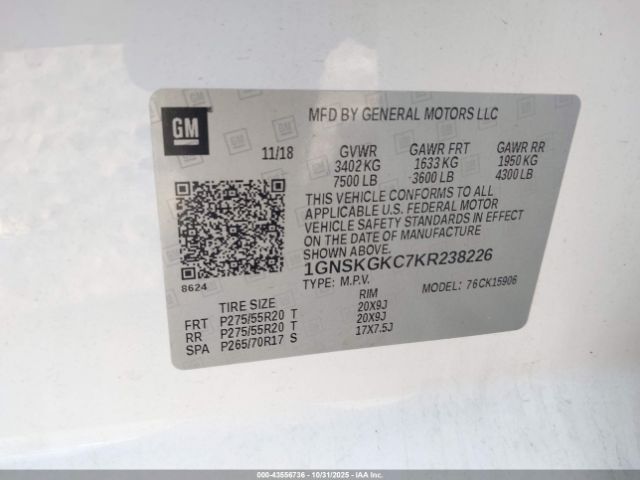 GM
MFD BY GENERAL MOTORS LLC
11/18 GVWR GAWR FRT GAWR RR
3402 KG 1633 KG 1950 KG
7500 LB 3600 LB 4300 LB
THIS VEHICLE CONFORMS TO ALL
APPLICABLE U.S. FEDERAL MOTOR
VEHICLE SAFETY STANDARDS IN EFFECT
ON THE DATE OF MANUFACTURE
SHOWN ABOVE.
1GNSKGKC7KR238226
8624
TYPE: M.P.V. MODEL: 76CK15906
TIRE SIZE RIM
FRT P275/55R20 T 20X9J
RR P275/55R20 T 20X9J
SPA P265/70R17 S 17X7.5J
000-43556736 - 10/31/2025 - IAA Inc.